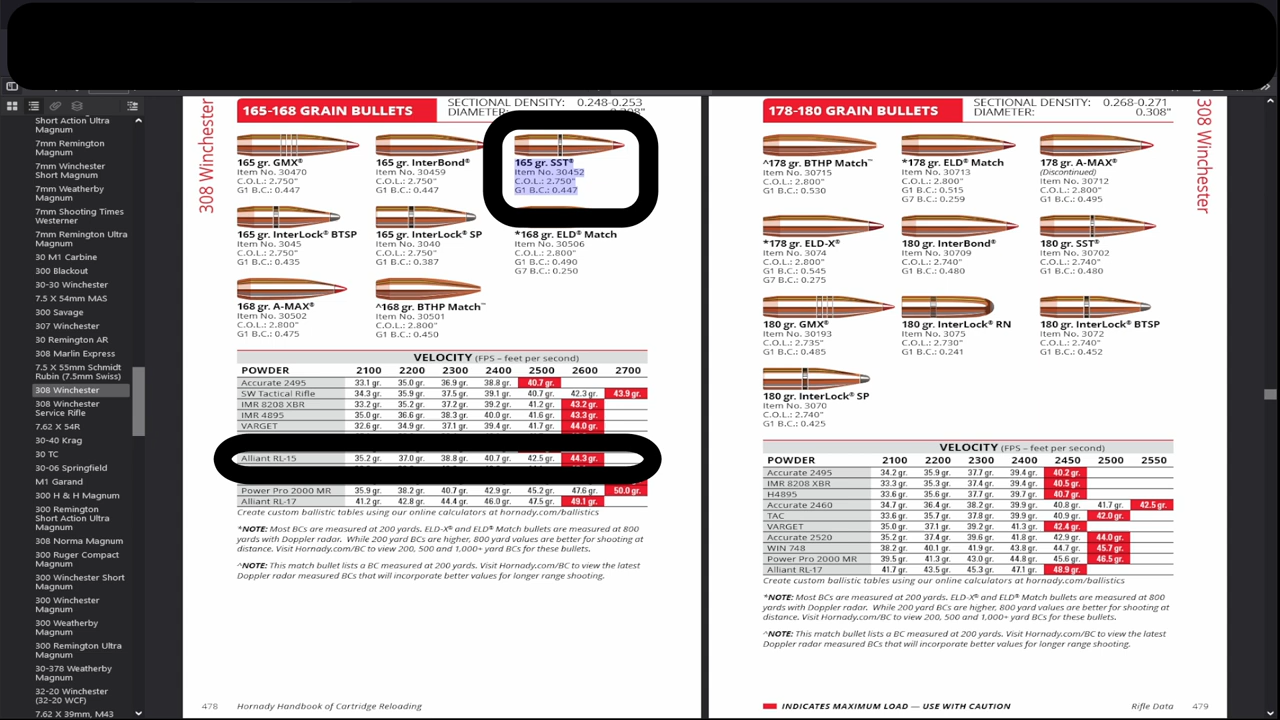 Short Action Ultra
Magnum
7mm Remington
Magnum
7mm Winchester
Short Magnum
7mm Weatherby
Magnum
7mm Shooting Times
Westerner
7mm Remington Ultra
Magnum
30 M1 Carbine
300 Blackout
30-30 Winchester
7.5 X 54mm MAS
300 Savage
307 Winchester
30 Remington AR
308 Marlin Express
7.5 X 55mm Schmidt
Rubin (7.5mm Swiss)
308 Winchester
308 Winchester
Service Rifle
7.62 X 54R
30-40 Krag
30 TC
30-06 Springfield
M1 Garand
300 H & H Magnum
300 Remington
Short Action Ultra
Magnum
308 Norma Magnum
300 Ruger Compact
Magnum
300 Winchester Short
Magnum
300 Winchester
Magnum
300 Weatherby
Magnum
300 Remington Ultra
Magnum
30-378 Weatherby
Magnum
32-20 Winchester
(32-20 WCF)
7.62 X 39mm, M43
308 Winchester
165-168 GRAIN BULLETS
SECTIONAL DENSITY: 0.248-0.253
DIAMETER: 0.308"
165 gr. GMX®
Item No. 30470
C.O.L.: 2.750"
G1 B.C.: 0.447
165 gr. InterBond®
Item No. 30459
C.O.L.: 2.750"
G1 B.C.: 0.447
165 gr. SST®
Item No. 30452
C.O.L.: 2.750"
G1 B.C.: 0.447
165 gr. InterLock® BTSP
Item No. 3045
C.O.L.: 2.750"
G1 B.C.: 0.435
165 gr. InterLock® SP
Item No. 3040
C.O.L.: 2.750"
G1 B.C.: 0.387
*168 gr. ELD® Match
Item No. 30506
C.O.L.: 2.800"
G1 B.C.: 0.490
G7 B.C.: 0.250
168 gr. A-MAX®
Item No. 30502
C.O.L.: 2.800"
G1 B.C.: 0.475
^168 gr. BTHP Match™
Item No. 30501
C.O.L.: 2.800"
G1 B.C.: 0.450
VELOCITY (FPS – feet per second)
POWDER 2100 2200 2300 2400 2500 2600 2700
Accurate 2495 33.1 gr. 35.0 gr. 36.9 gr. 38.8 gr. 40.7 gr.
SW Tactical Rifle 34.3 gr. 35.9 gr. 37.5 gr. 39.1 gr. 40.7 gr. 42.3 gr. 43.9 gr.
IMR 8208 XBR 33.2 gr. 35.2 gr. 37.2 gr. 39.2 gr. 41.2 gr. 43.2 gr.
IMR 4895 35.0 gr. 36.6 gr. 38.3 gr. 40.0 gr. 41.6 gr. 43.3 gr.
VARGET 32.6 gr. 34.9 gr. 37.1 gr. 39.4 gr. 41.7 gr. 44.0 gr.
Alliant RL-15 35.2 gr. 37.0 gr. 38.8 gr. 40.7 gr. 42.5 gr. 44.3 gr.
Power Pro 2000 MR 35.9 gr. 38.2 gr. 40.7 gr. 42.9 gr. 45.2 gr. 47.6 gr. 50.0 gr.
Alliant RL-17 41.2 gr. 42.8 gr. 44.4 gr. 46.0 gr. 47.5 gr. 49.1 gr.
Create custom ballistic tables using our online calculators at hornady.com/ballistics
*NOTE: Most BCs are measured at 200 yards. ELD-X® and ELD® Match bullets are measured at 800
yards with Doppler radar. While 200 yard BCs are higher, 800 yard values are better for shooting at
distance. Visit Hornady.com/BC to view 200, 500 and 1,000+ yard BCs for these bullets.
^NOTE: This match bullet lists a BC measured at 200 yards. Visit Hornady.com/BC to view the latest
Doppler radar measured BCs that will incorporate better values for longer range shooting.
478 Hornady Handbook of Cartridge Reloading
178-180 GRAIN BULLETS
SECTIONAL DENSITY: 0.268-0.271
DIAMETER: 0.308"
308 Winchester
^178 gr. BTHP Match™
Item No. 30715
C.O.L.: 2.800"
G1 B.C.: 0.530
*178 gr. ELD® Match
Item No. 30713
C.O.L.: 2.800"
G1 B.C.: 0.515
G7 B.C.: 0.259
178 gr. A-MAX®
(Discontinued)
Item No. 30712
C.O.L.: 2.800"
G1 B.C.: 0.495
*178 gr. ELD-X®
Item No. 3074
C.O.L.: 2.800"
G1 B.C.: 0.545
G7 B.C.: 0.275
180 gr. InterBond®
Item No. 30709
C.O.L.: 2.740"
G1 B.C.: 0.480
180 gr. SST®
Item No. 30702
C.O.L.: 2.740"
G1 B.C.: 0.480
180 gr. GMX®
Item No. 30193
C.O.L.: 2.735"
G1 B.C.: 0.485
180 gr. InterLock® RN
Item No. 3075
C.O.L.: 2.730"
G1 B.C.: 0.241
180 gr. InterLock® BTSP
Item No. 3072
C.O.L.: 2.740"
G1 B.C.: 0.452
180 gr. InterLock® SP
Item No. 3070
C.O.L.: 2.740"
G1 B.C.: 0.425
VELOCITY (FPS – feet per second)
POWDER 2100 2200 2300 2400 2450 2500 2550
Accurate 2495 34.2 gr. 35.9 gr. 37.7 gr. 39.4 gr. 40.2 gr.
IMR 8208 XBR 33.3 gr. 35.3 gr. 37.4 gr. 39.4 gr. 40.5 gr.
H4895 33.6 gr. 35.6 gr. 37.7 gr. 39.7 gr. 40.7 gr.
Accurate 2460 34.7 gr. 36.4 gr. 38.2 gr. 39.9 gr. 40.8 gr. 41.7 gr. 42.5 gr.
TAC 33.6 gr. 35.7 gr. 37.8 gr. 39.9 gr. 40.9 gr. 42.0 gr.
VARGET 35.0 gr. 37.1 gr. 39.2 gr. 41.3 gr. 42.4 gr.
Accurate 2520 35.2 gr. 37.4 gr. 39.6 gr. 41.8 gr. 42.9 gr. 44.0 gr.
WIN 748 38.2 gr. 40.1 gr. 41.9 gr. 43.8 gr. 44.7 gr. 45.7 gr.
Power Pro 2000 MR 39.5 gr. 41.3 gr. 43.0 gr. 44.8 gr. 45.6 gr. 46.5 gr.
Alliant RL-17 41.7 gr. 43.5 gr. 45.3 gr. 47.1 gr. 48.9 gr.
Create custom ballistic tables using our online calculators at hornady.com/ballistics
*NOTE: Most BCs are measured at 200 yards. ELD-X® and ELD® Match bullets are measured at 800
yards with Doppler radar. While 200 yard BCs are higher, 800 yard values are better for shooting at
distance. Visit Hornady.com/BC to view 200, 500 and 1,000+ yard BCs for these bullets.
^NOTE: This match bullet lists a BC measured at 200 yards. Visit Hornady.com/BC to view the latest
Doppler radar measured BCs that will incorporate better values for longer range shooting.
INDICATES MAXIMUM LOAD — USE WITH CAUTION Rifle Data 479